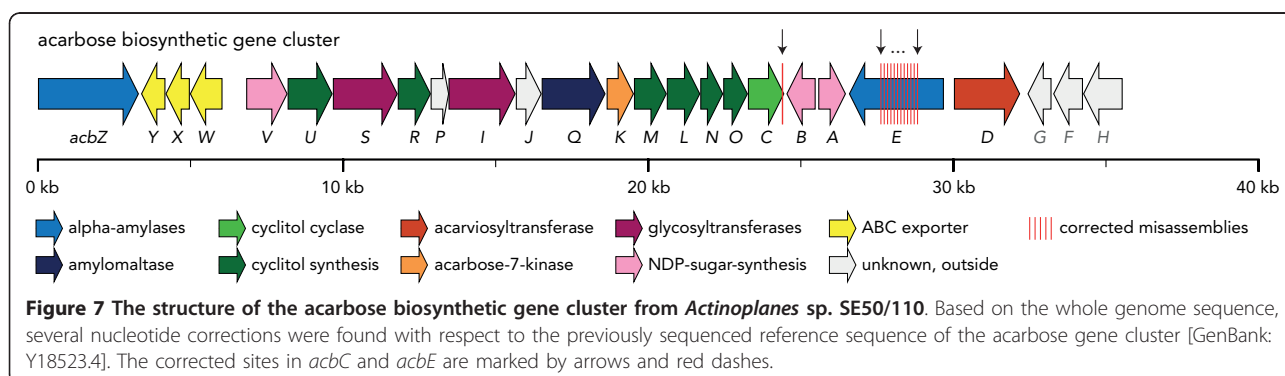 acarbose biosynthetic gene cluster
...
acbZ Y X W V U S R P I J Q K M L N O C B A E D G F H
0 kb 10 kb 20 kb 30 kb 40 kb
alpha-amylases cyclitol cyclase acarviosyltransferase glycosyltransferases ABC exporter corrected misassemblies
amylomaltase cyclitol synthesis acarbose-7-kinase NDP-sugar-synthesis unknown, outside
Figure 7 The structure of the acarbose biosynthetic gene cluster from Actinoplanes sp. SE50/110. Based on the whole genome sequence,
several nucleotide corrections were found with respect to the previously sequenced reference sequence of the acarbose gene cluster [GenBank:
Y18523.4]. The corrected sites in acbC and acbE are marked by arrows and red dashes.